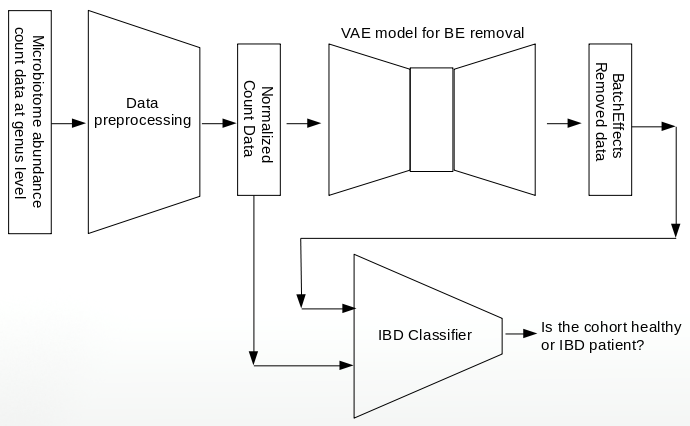 Microbiotome abundance
count data at genus level
Data
preprocessing
Normalized
Count Data
VAE model for BE removal
BatchEffects
Removed data
IBD Classifier
Is the cohort healthy
or IBD patient?